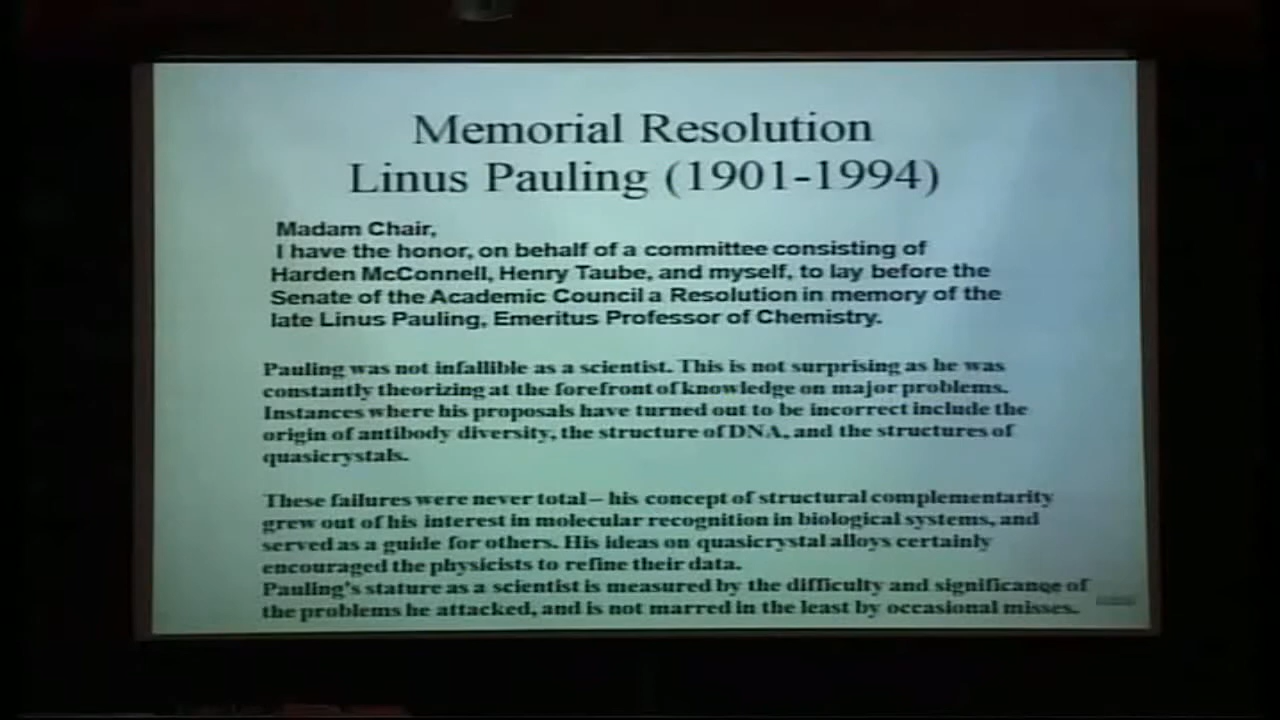 Memorial Resolution
Linus Pauling (1901-1994)
Madam Chair,
I have the honor, on behalf of a committee consisting of
Harden McConnell, Henry Taube, and myself, to lay before the
Senate of the Academic Council a Resolution in memory of the
late Linus Pauling, Emeritus Professor of Chemistry.
Pauling was not infallible as a scientist. This is not surprising as he was
constantly theorizing at the forefront of knowledge on major problems.
Instances where his proposals have turned out to be incorrect include the
origin of antibody diversity, the structure of DNA, and the structures of
quasicrystals.
These failures were never total – his concept of structural complementarity
grew out of his interest in molecular recognition in biological systems, and
served as a guide for others. His ideas on quasicrystal alloys certainly
encouraged the physicists to refine their data.
Pauling's stature as a scientist is measured by the difficulty and significance of
the problems he attacked, and is not marred in the least by occasional misses.